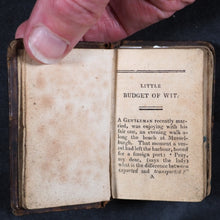 LITTLE
BUDGET OF WIT.
A GENTLEMAN recently mar-
ried, was enjoying with his
fair one, an evening walk a-
long the beach at Mussel-
burgh. That moment a ves-
sel had left the harbour, bound
for a foreign port: ' Pray,
my dear, (says the lady)
what is the difference between
exported and transported?